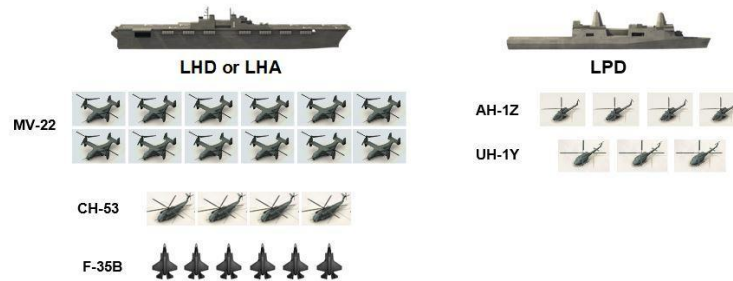 LHD or LHA
LPD
MV-22
AH-1Z
UH-1Y
CH-53
F-35B